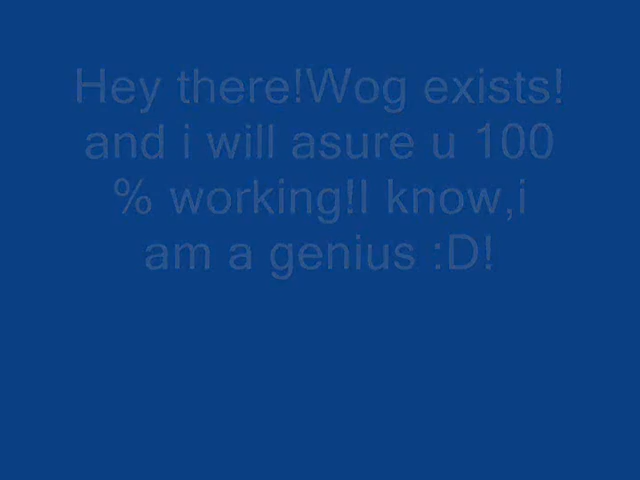 Hey there!Wog exists!
and i will asure u 100
% working!I know,i
am a genius :D!